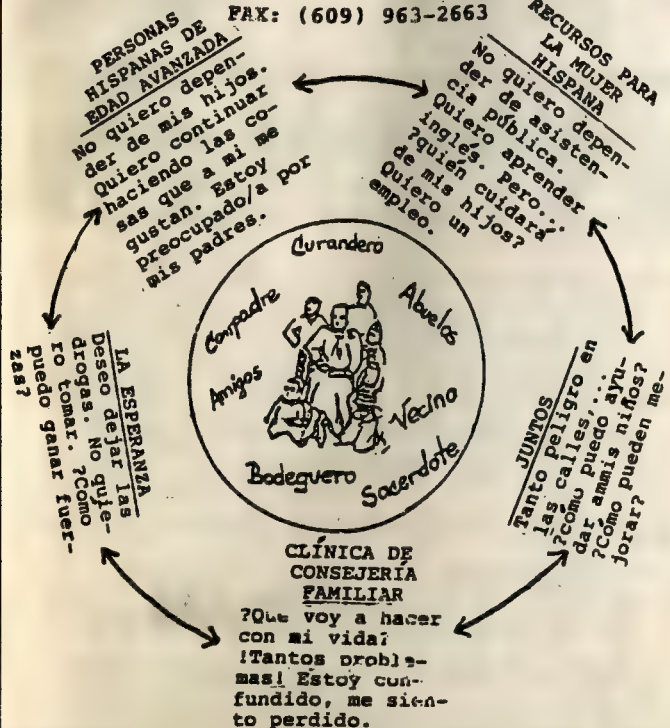 FAX: (609) 963-2663
PERSONAS
HISPANAS DE
EDAD AVANZADA
No quiero depen-
der de mis hijos.
Quiero continuar
haciendo las co-
sas que a mi me
gustan. Estoy
preocupado/a por
mis padres.
RECURSOS PARA
LA MUJER
HISPANA
No quiero depen-
der de asisten-
cia pública.
Quiero aprender
inglés. Pero...
?quién cuidará
de mis hijos?
Quiero un
empleo.
Curandero
Compadre
Abuelos
Amigos
Vecino
Bodeguero
Sacerdote
LA ESPERANZA
Deseo dejar las
drogas. No quie-
ro tomar. ?Como
puedo ganar fuer-
zas?
JUNTOS
Tanto peligro en
las calles,...
?cómo puedo ayu-
dar ammis niños?
?Cómo pueden me-
jorar?
CLÍNICA DE
CONSEJERÍA
FAMILIAR
?Que voy a hacer
con mi vida?
!Tantos proble-
mas! Estoy con-
fundido, me sien-
to perdido.